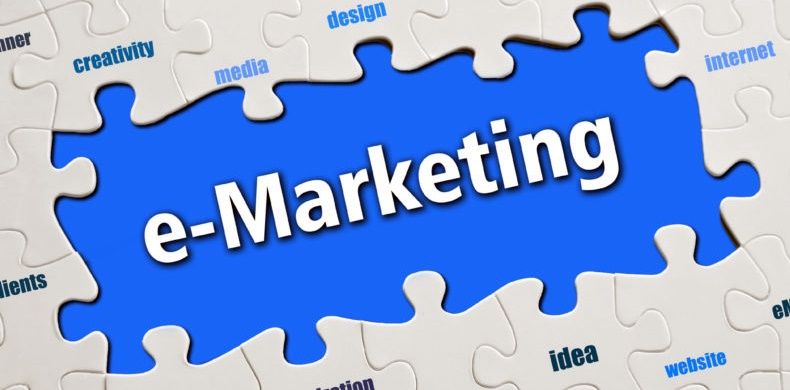 design
creativity
media
internet
e-Marketing
idea
website